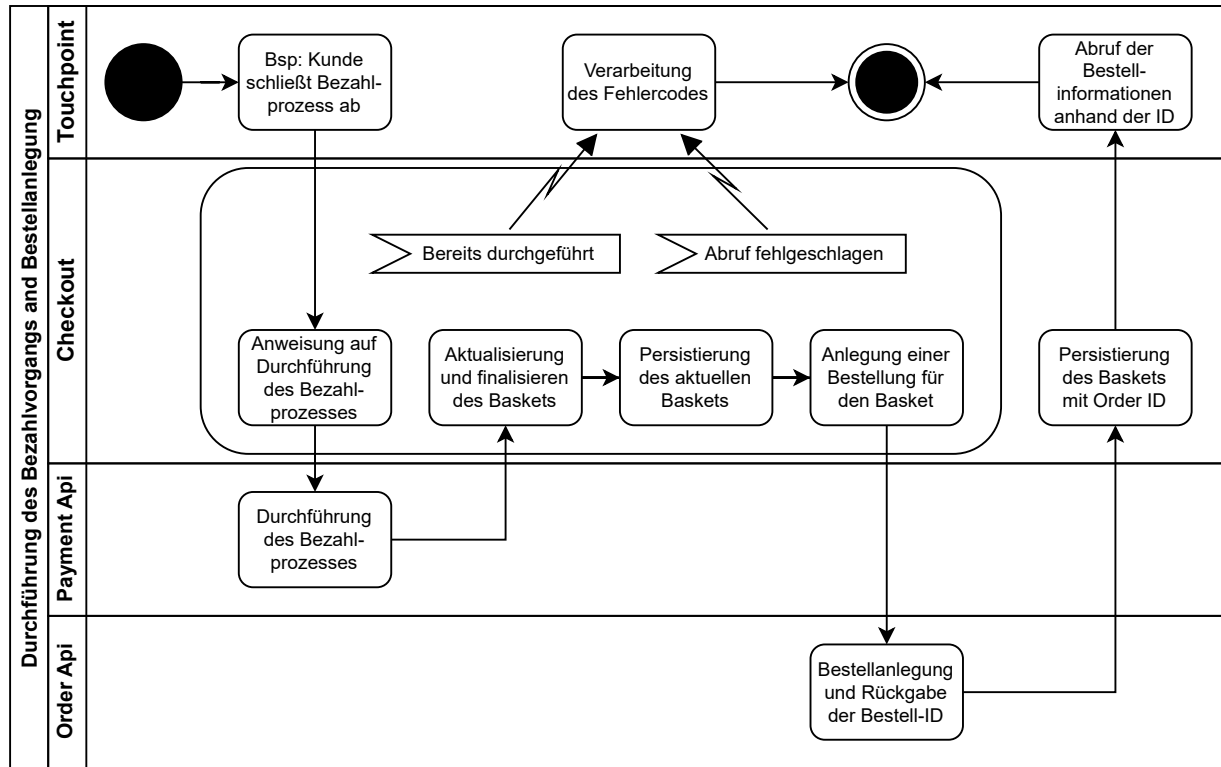 Durchführung des Bezahlvorgangs and Bestellanlegung
Touchpoint
Bsp: Kunde
schließt Bezahl-
prozess ab
Verarbeitung
des Fehlercodes
Abruf der
Bestell-
informationen
anhand der ID
Checkout
Bereits durchgeführt
Abruf fehlgeschlagen
Anweisung auf
Durchführung
des Bezahl-
prozesses
Aktualisierung
und finalisieren
des Baskets
Persistierung
des aktuellen
Baskets
Anlegung einer
Bestellung für
den Basket
Persistierung
des Baskets
mit Order ID
Payment Api
Durchführung
des Bezahl-
prozesses
Order Api
Bestellanlegung
und Rückgabe
der Bestell-ID